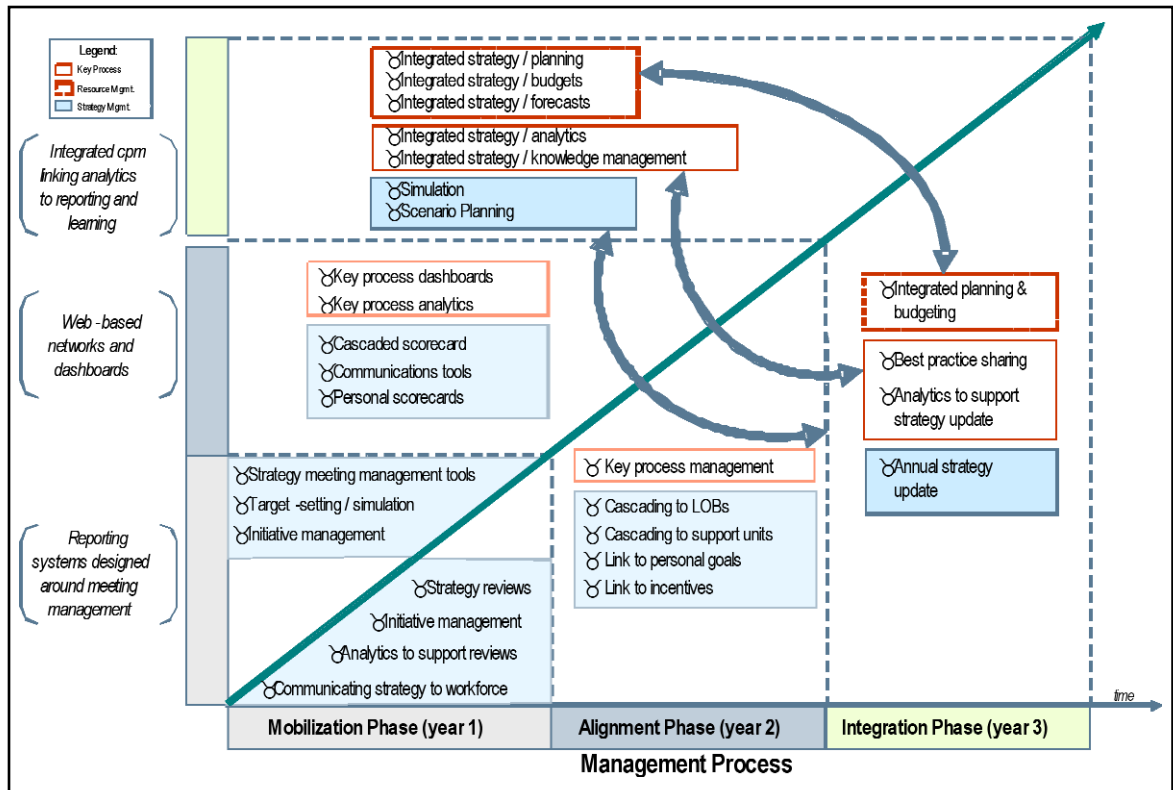 Legend:
Key Process
Resource Mgmt.
Strategy Mgmt.
Integrated cpm
linking analytics
to reporting and
learning
Integrated strategy / planning
Integrated strategy / budgets
Integrated strategy / forecasts
Integrated strategy / analytics
Integrated strategy / knowledge management
Simulation
Scenario Planning
Web -based
networks and
dashboards
Key process dashboards
Key process analytics
Cascaded scorecard
Communications tools
Personal scorecards
Integrated planning &
budgeting
Best practice sharing
Analytics to support
strategy update
Annual strategy
update
Reporting
systems designed
around meeting
management
Strategy meeting management tools
Target -setting / simulation
Initiative management
Strategy reviews
Initiative management
Analytics to support reviews
Communicating strategy to workforce
Key process management
Cascading to LOBs
Cascading to support units
Link to personal goals
Link to incentives
time
Mobilization Phase (year 1)
Alignment Phase (year 2)
Integration Phase (year 3)
Management Process